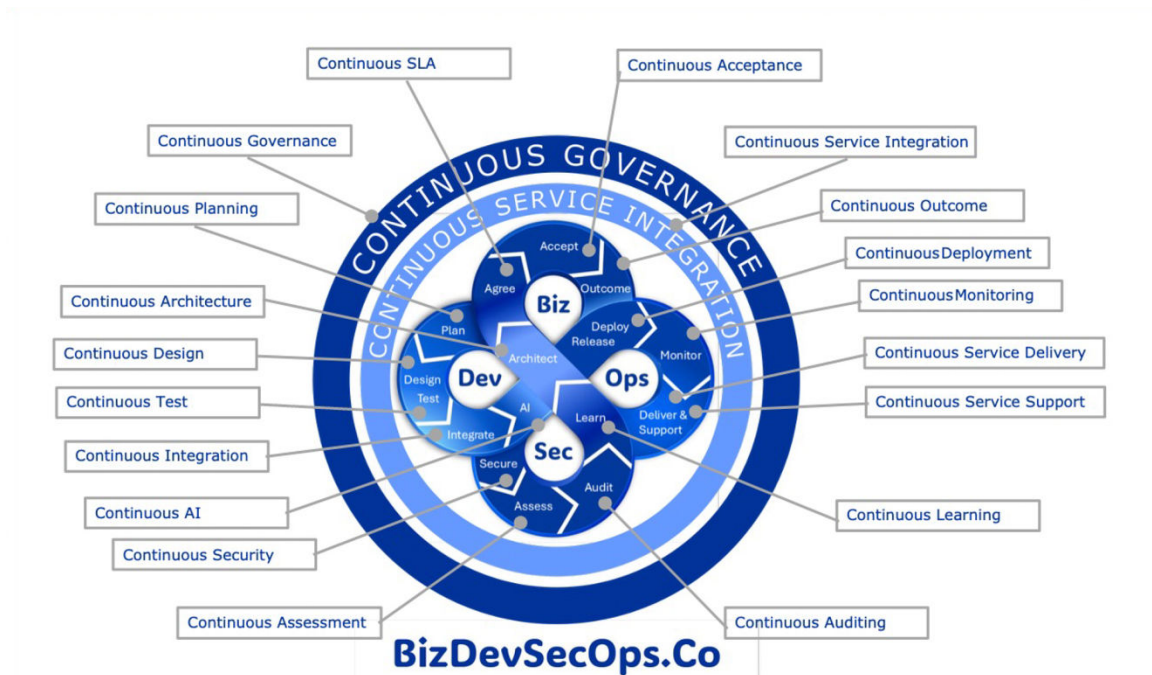 Continuous SLA
Continuous Acceptance
Continuous Governance
Continuous Service Integration
Continuous Planning
Continuous Outcome
ContinuousDeployment
Continuous Architecture
ContinuousMonitoring
Continuous Design
Continuous Service Delivery
Continuous Test
Continuous Service Support
Continuous Integration
Continuous AI
Continuous Learning
Continuous Security
Continuous Assessment
Continuous Auditing
CONTINUOUS GOVERNANCE
CONTINUOUS SERVICE INTEGRATION
Accept
Agree
Outcome
Biz
Plan
Deploy
Release
Architect
Monitor
Design
Dev
Ops
Test
AI
Learn
Deliver &
Support
Integrate
Sec
Secure
Audit
Assess
BizDevSecOps.Co